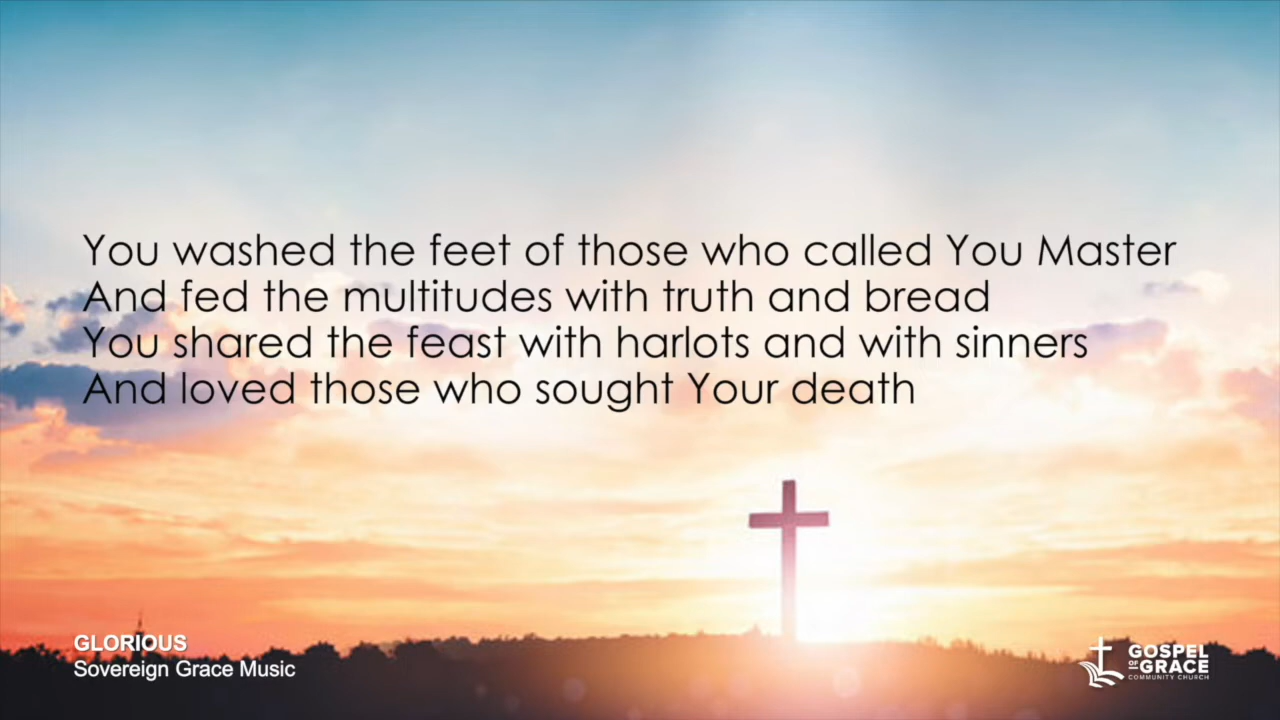 You washed the feet of those who called You Master
And fed the multitudes with truth and bread
You shared the feast with harlots and with sinners
And loved those who sought Your death
GLORIOUS
Sovereign Grace Music
GOSPEL
OF GRACE
COMMUNITY CHURCH